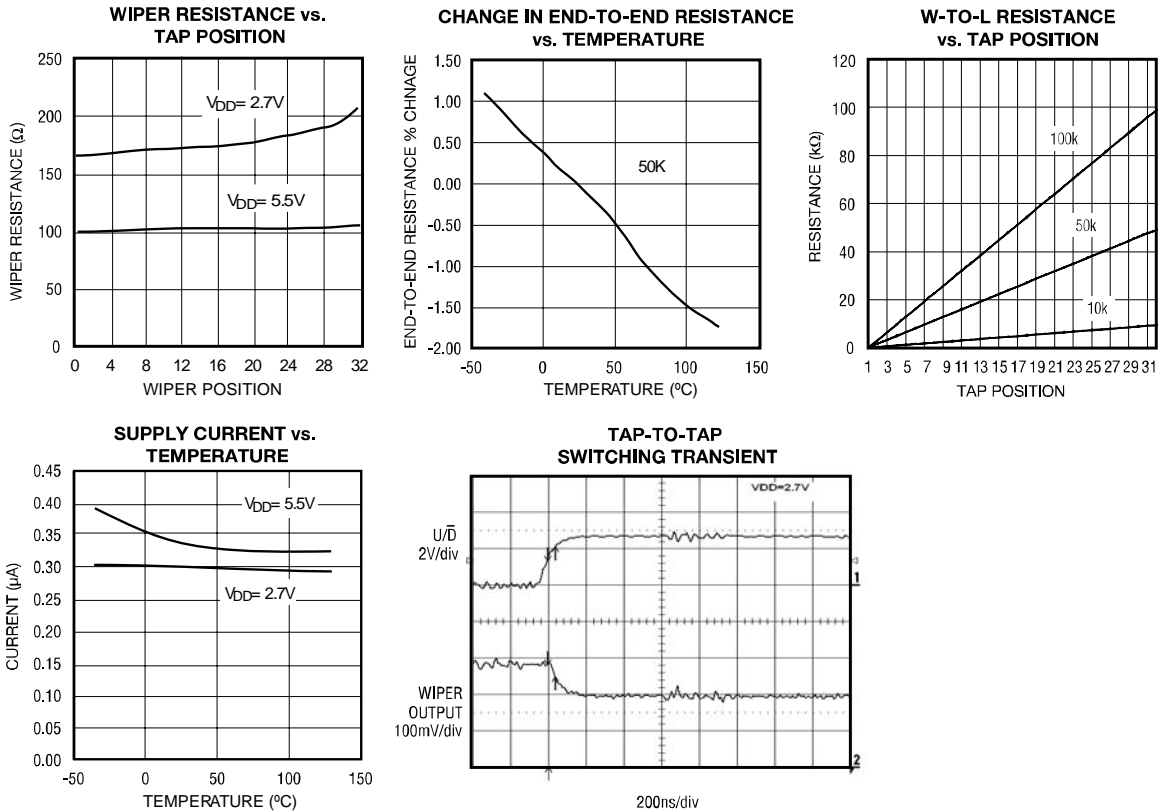 WIPER RESISTANCE vs.
TAP POSITION
WIPER RESISTANCE (Ω)
250
200
150
100
50
0
VDD= 2.7V
VDD= 5.5V
0 4 8 12 16 20 24 28 32
WIPER POSITION
CHANGE IN END-TO-END RESISTANCE
vs. TEMPERATURE
END-TO-END RESISTANCE % CHNAGE
1.50
1.00
0.50
0.00
-0.50
-1.00
-1.50
-2.00
50K
-50 0 50 100 150
TEMPERATURE (ºC)
W-TO-L RESISTANCE
vs. TAP POSITION
RESISTANCE (kΩ)
120
100
80
60
40
20
0
100k
50k
10k
1 3 5 7 9 11 13 15 17 19 21 23 25 27 29 31
TAP POSITION
SUPPLY CURRENT vs.
TEMPERATURE
CURRENT (µA)
0.45
0.40
0.35
0.30
0.25
0.20
0.15
0.10
0.05
0.00
VDD= 5.5V
VDD= 2.7V
-50 0 50 100 150
TEMPERATURE (ºC)
TAP-TO-TAP
SWITCHING TRANSIENT
VDD=2.7V
U/D̅
2V/div
1
WIPER
OUTPUT
100mV/div
2
200ns/div